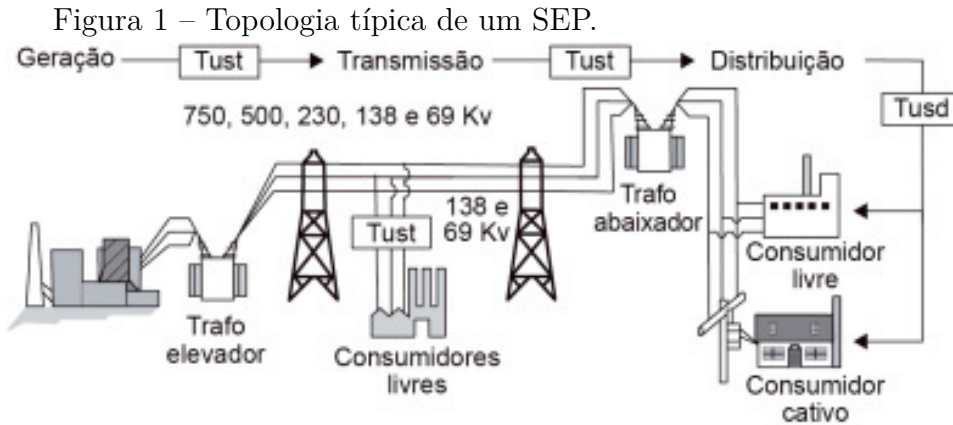 Figura 1 – Topologia típica de um SEP.
Geração
Tust
Transmissão
Tust
Distribuição
Tusd
750, 500, 230, 138 e 69 Kv
Trafo
abaixador
138 e
69 Kv
Tust
Consumidor
livre
Trafo
elevador
Consumidores
livres
Consumidor
cativo